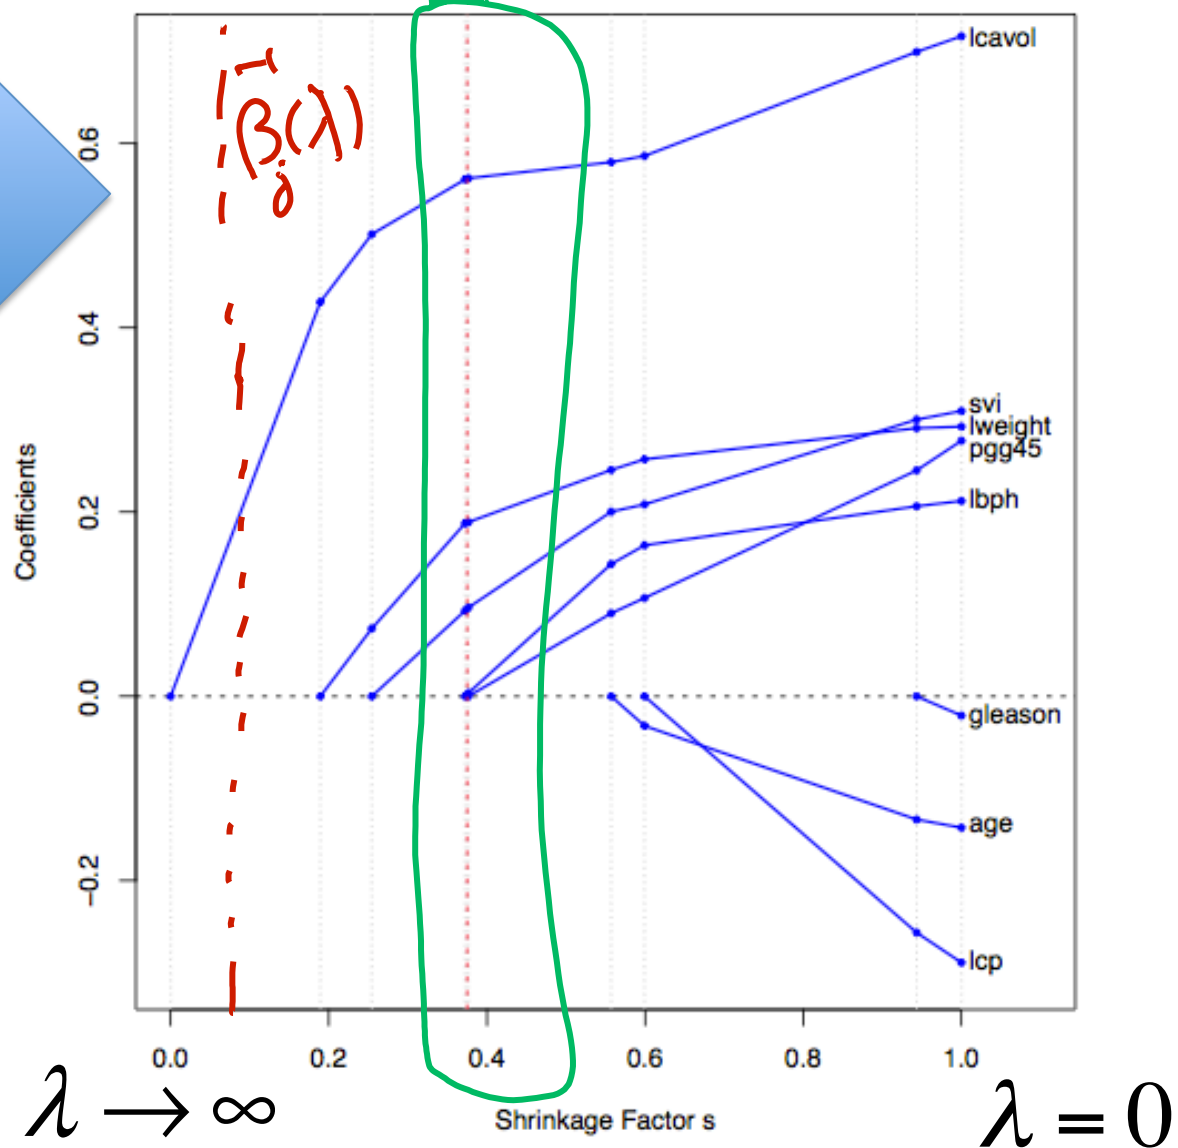 lcavol
β̂ⱼ(λ)
0.6
0.4
svi
lweight
pgg45
0.2
lbph
Coefficients
0.0
gleason
age
−0.2
lcp
0.0 0.2 0.4 0.6 0.8 1.0
λ → ∞
Shrinkage Factor s
λ = 0